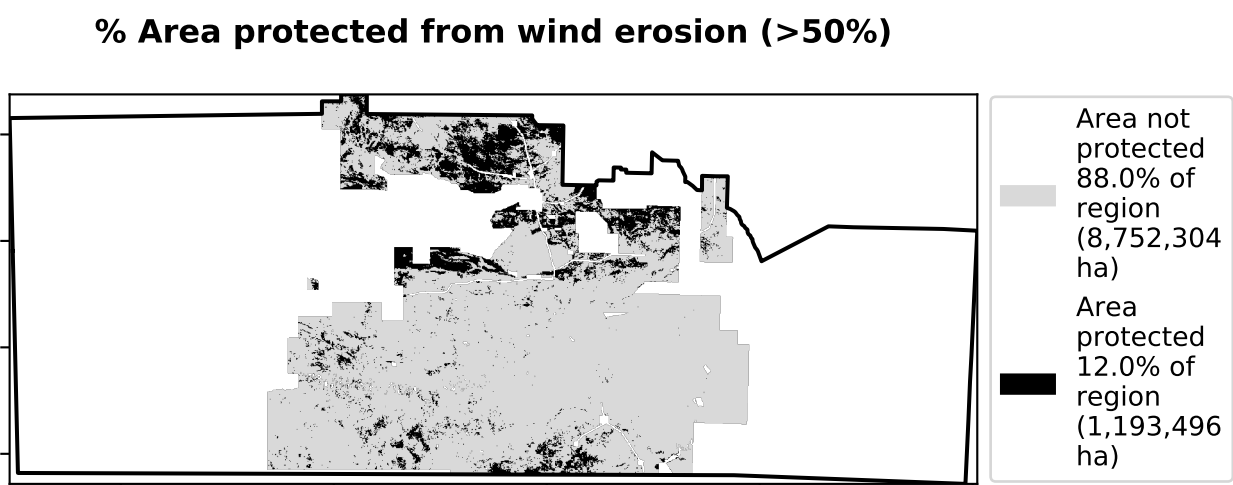 % Area protected from wind erosion (>50%)
Area not
protected
88.0% of
region
(8,752,304
ha)
Area
protected
12.0% of
region
(1,193,496
ha)